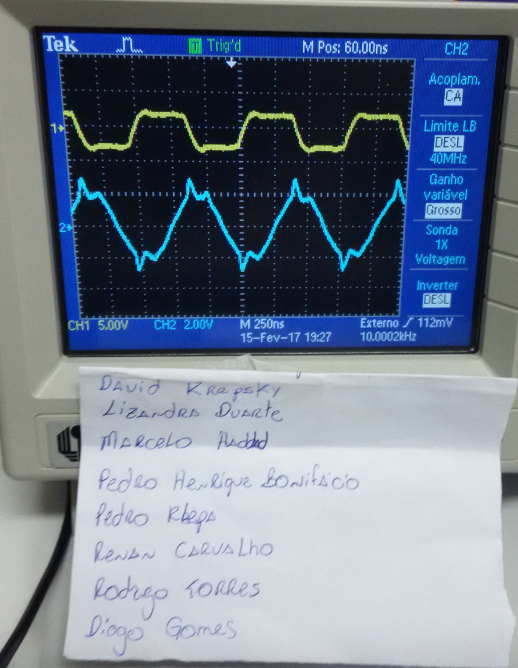 Tek Trig'd M Pos: 60.00ns CH2
Acoplam.
CA
1
Limite LB
DESL
40MHz
Ganho
variável
Grosso
2
Sonda
1X
Voltagem
Inverter
DESL
CH1 5.00V CH2 2.00V M 250ns Externo 112mV
15-Fev-17 19:27 10.0002kHz
David Krepsky
Lizandra Duarte
Marcelo Haddad
Pedro Henrique Bonifácio
Pedro
Renan Carvalho
Rodrigo Torres
Diogo Gomes